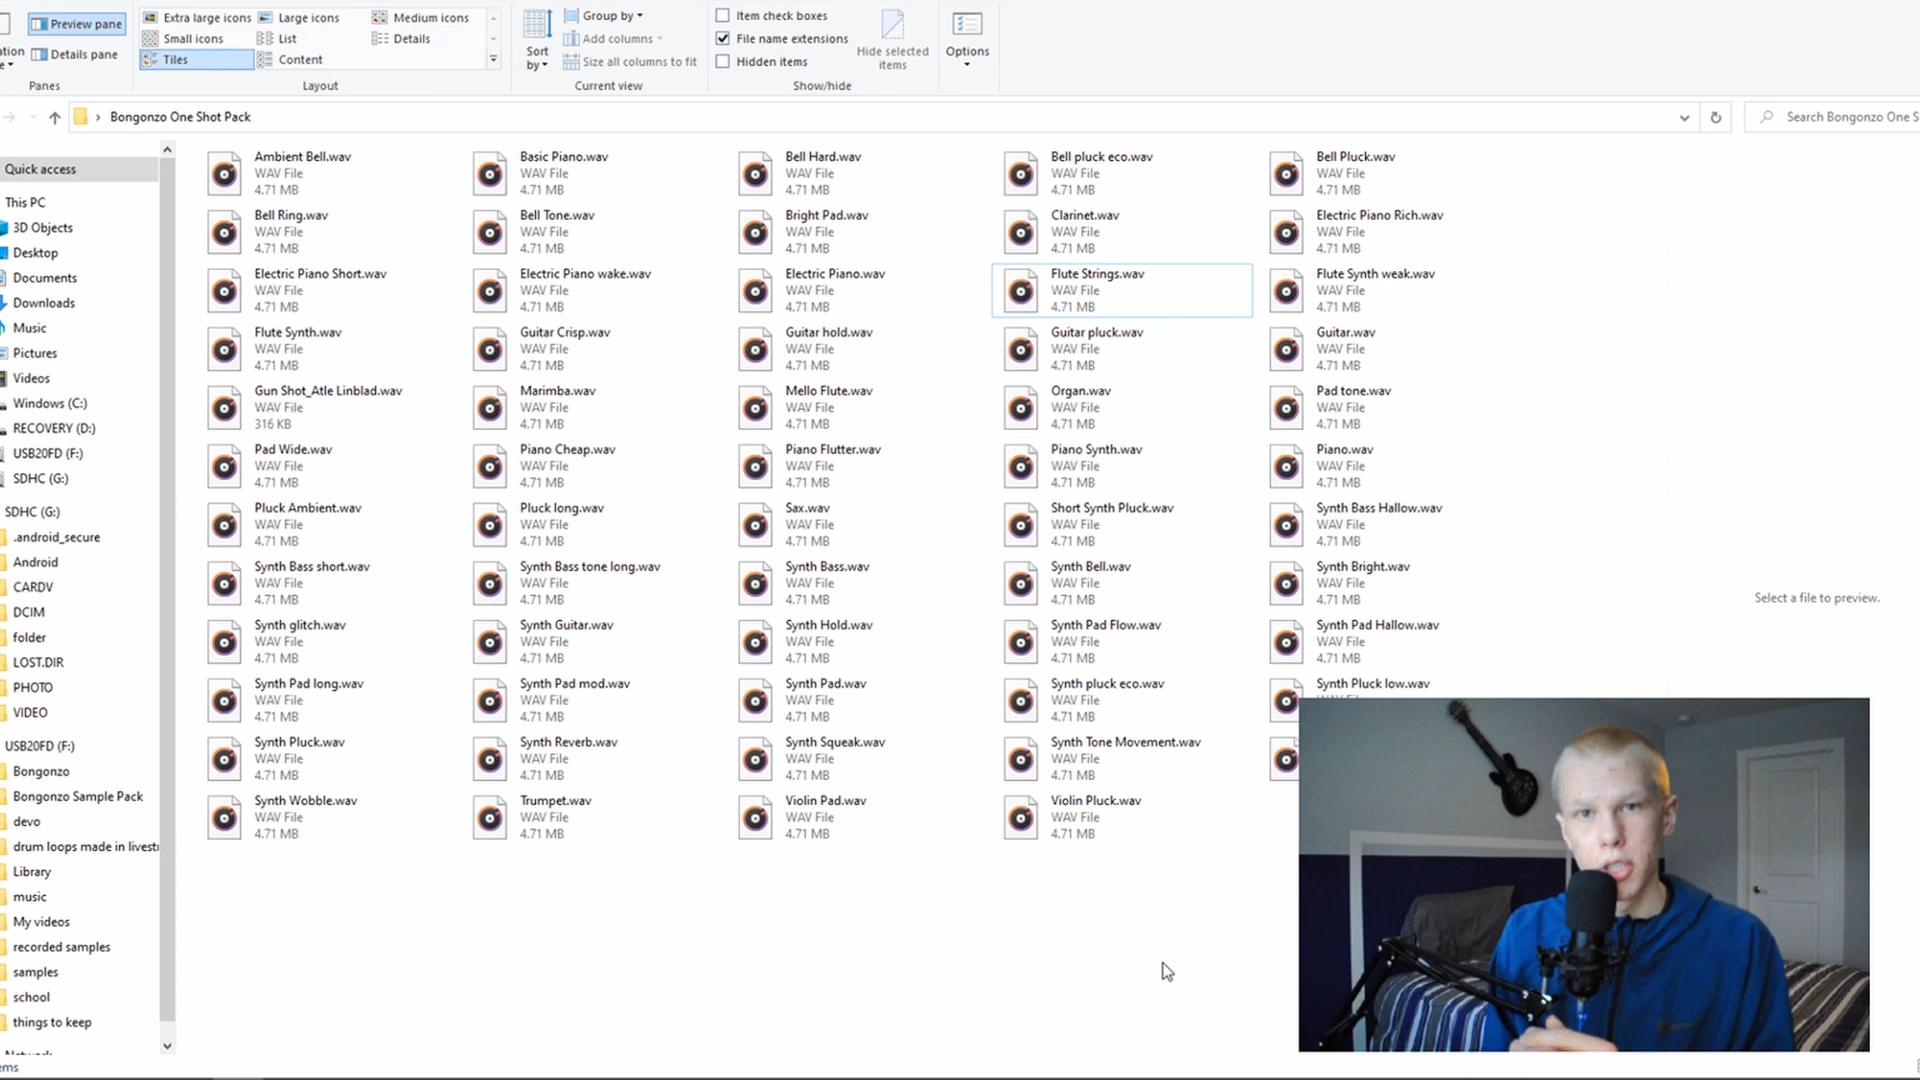 Preview pane
Extra large icons
Large icons
Medium icons
Small icons
List
Details
Details pane
Tiles
Content
Panes
Layout
Sort
by
Group by
Add columns
Size all columns to fit
Current view
Item check boxes
File name extensions
Hidden items
Hide selected
items
Show/hide
Options
Bongonzo One Shot Pack
Search Bongonzo One S
Quick access
This PC
3D Objects
Desktop
Documents
Downloads
Music
Pictures
Videos
Windows (C:)
RECOVERY (D:)
USB20FD (F:)
SDHC (G:)
SDHC (G:)
.android_secure
Android
CARDV
DCIM
folder
LOST.DIR
PHOTO
VIDEO
USB20FD (F:)
Bongonzo
Bongonzo Sample Pack
devo
drum loops made in livest
Library
music
My videos
recorded samples
samples
school
things to keep
Ambient Bell.wav
WAV File
4.71 MB
Basic Piano.wav
WAV File
4.71 MB
Bell Hard.wav
WAV File
4.71 MB
Bell pluck eco.wav
WAV File
4.71 MB
Bell Pluck.wav
WAV File
4.71 MB
Bell Ring.wav
WAV File
4.71 MB
Bell Tone.wav
WAV File
4.71 MB
Bright Pad.wav
WAV File
4.71 MB
Clarinet.wav
WAV File
4.71 MB
Electric Piano Rich.wav
WAV File
4.71 MB
Electric Piano Short.wav
WAV File
4.71 MB
Electric Piano wake.wav
WAV File
4.71 MB
Electric Piano.wav
WAV File
4.71 MB
Flute Strings.wav
WAV File
4.71 MB
Flute Synth weak.wav
WAV File
4.71 MB
Flute Synth.wav
WAV File
4.71 MB
Guitar Crisp.wav
WAV File
4.71 MB
Guitar hold.wav
WAV File
4.71 MB
Guitar pluck.wav
WAV File
4.71 MB
Guitar.wav
WAV File
4.71 MB
Gun Shot_Atle Linblad.wav
WAV File
316 KB
Marimba.wav
WAV File
4.71 MB
Mello Flute.wav
WAV File
4.71 MB
Organ.wav
WAV File
4.71 MB
Pad tone.wav
WAV File
4.71 MB
Pad Wide.wav
WAV File
4.71 MB
Piano Cheap.wav
WAV File
4.71 MB
Piano Flutter.wav
WAV File
4.71 MB
Piano Synth.wav
WAV File
4.71 MB
Piano.wav
WAV File
4.71 MB
Pluck Ambient.wav
WAV File
4.71 MB
Pluck long.wav
WAV File
4.71 MB
Sax.wav
WAV File
4.71 MB
Short Synth Pluck.wav
WAV File
4.71 MB
Synth Bass Hallow.wav
WAV File
4.71 MB
Synth Bass short.wav
WAV File
4.71 MB
Synth Bass tone long.wav
WAV File
4.71 MB
Synth Bass.wav
WAV File
4.71 MB
Synth Bell.wav
WAV File
4.71 MB
Synth Bright.wav
WAV File
4.71 MB
Synth glitch.wav
WAV File
4.71 MB
Synth Guitar.wav
WAV File
4.71 MB
Synth Hold.wav
WAV File
4.71 MB
Synth Pad Flow.wav
WAV File
4.71 MB
Synth Pad Hallow.wav
WAV File
4.71 MB
Synth Pad long.wav
WAV File
4.71 MB
Synth Pad mod.wav
WAV File
4.71 MB
Synth Pad.wav
WAV File
4.71 MB
Synth pluck eco.wav
WAV File
4.71 MB
Synth Pluck low.wav
Synth Pluck.wav
WAV File
4.71 MB
Synth Reverb.wav
WAV File
4.71 MB
Synth Squeak.wav
WAV File
4.71 MB
Synth Tone Movement.wav
WAV File
4.71 MB
Synth Wobble.wav
WAV File
4.71 MB
Trumpet.wav
WAV File
4.71 MB
Violin Pad.wav
WAV File
4.71 MB
Violin Pluck.wav
WAV File
4.71 MB
Select a file to preview.